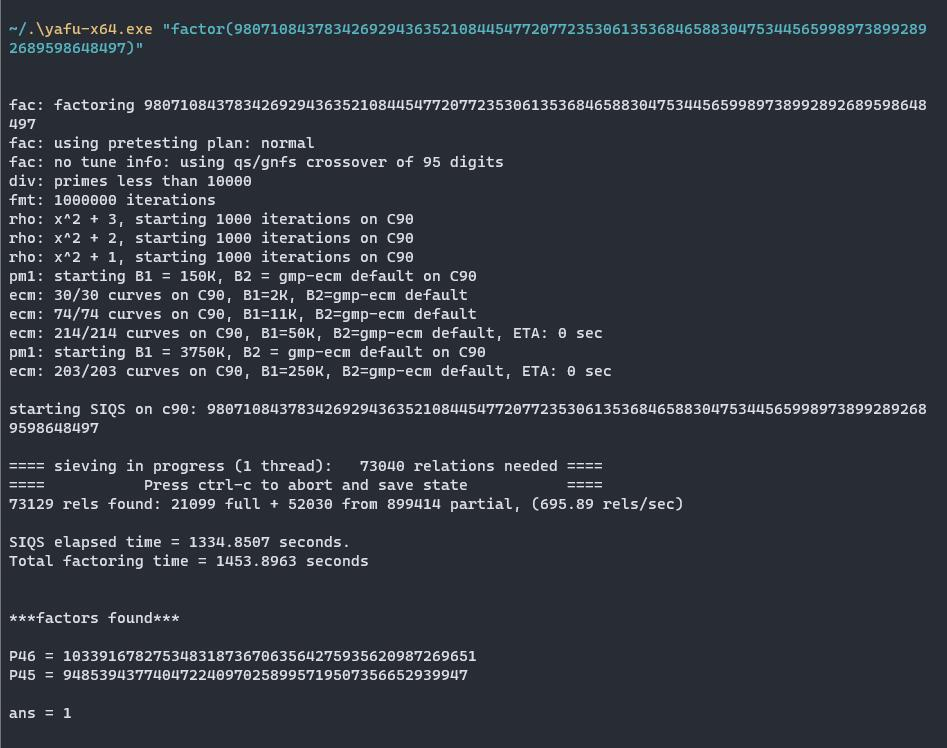 ~/.\yafu-x64.exe "factor(980710843783426929436352108445477207723530613536846588304753445659989738992892689598648497)"
fac: factoring 980710843783426929436352108445477207723530613536846588304753445659989738992892689598648
497
fac: using pretesting plan: normal
fac: no tune info: using qs/gnfs crossover of 95 digits
div: primes less than 10000
fmt: 1000000 iterations
rho: x^2 + 3, starting 1000 iterations on C90
rho: x^2 + 2, starting 1000 iterations on C90
rho: x^2 + 1, starting 1000 iterations on C90
pm1: starting B1 = 150K, B2 = gmp-ecm default on C90
ecm: 30/30 curves on C90, B1=2K, B2=gmp-ecm default
ecm: 74/74 curves on C90, B1=11K, B2=gmp-ecm default
ecm: 214/214 curves on C90, B1=50K, B2=gmp-ecm default, ETA: 0 sec
pm1: starting B1 = 3750K, B2 = gmp-ecm default on C90
ecm: 203/203 curves on C90, B1=250K, B2=gmp-ecm default, ETA: 0 sec
starting SIQS on c90: 98071084378342692943635210844547720772353061353684658830475344565998973899289268
9598648497
==== sieving in progress (1 thread):   73040 relations needed ====
====           Press ctrl-c to abort and save state           ====
73129 rels found: 21099 full + 52030 from 899414 partial, (695.89 rels/sec)
SIQS elapsed time = 1334.8507 seconds.
Total factoring time = 1453.8963 seconds
***factors found***
P46 = 1033916782753483187367063564275935620987269651
P45 = 948539437740472240970258995719507356652939947
ans = 1